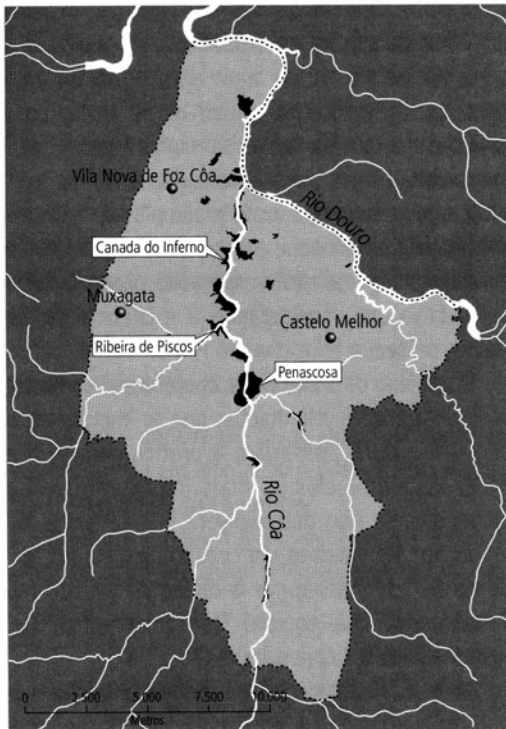 Vila Nova de Foz Côa
Rio Douro
Canada do Inferno
Muxagata
Castelo Melhor
Ribeira de Piscos
Penascosa
Rio Côa
0 2.500 5.000 7.500 10.000
Metros